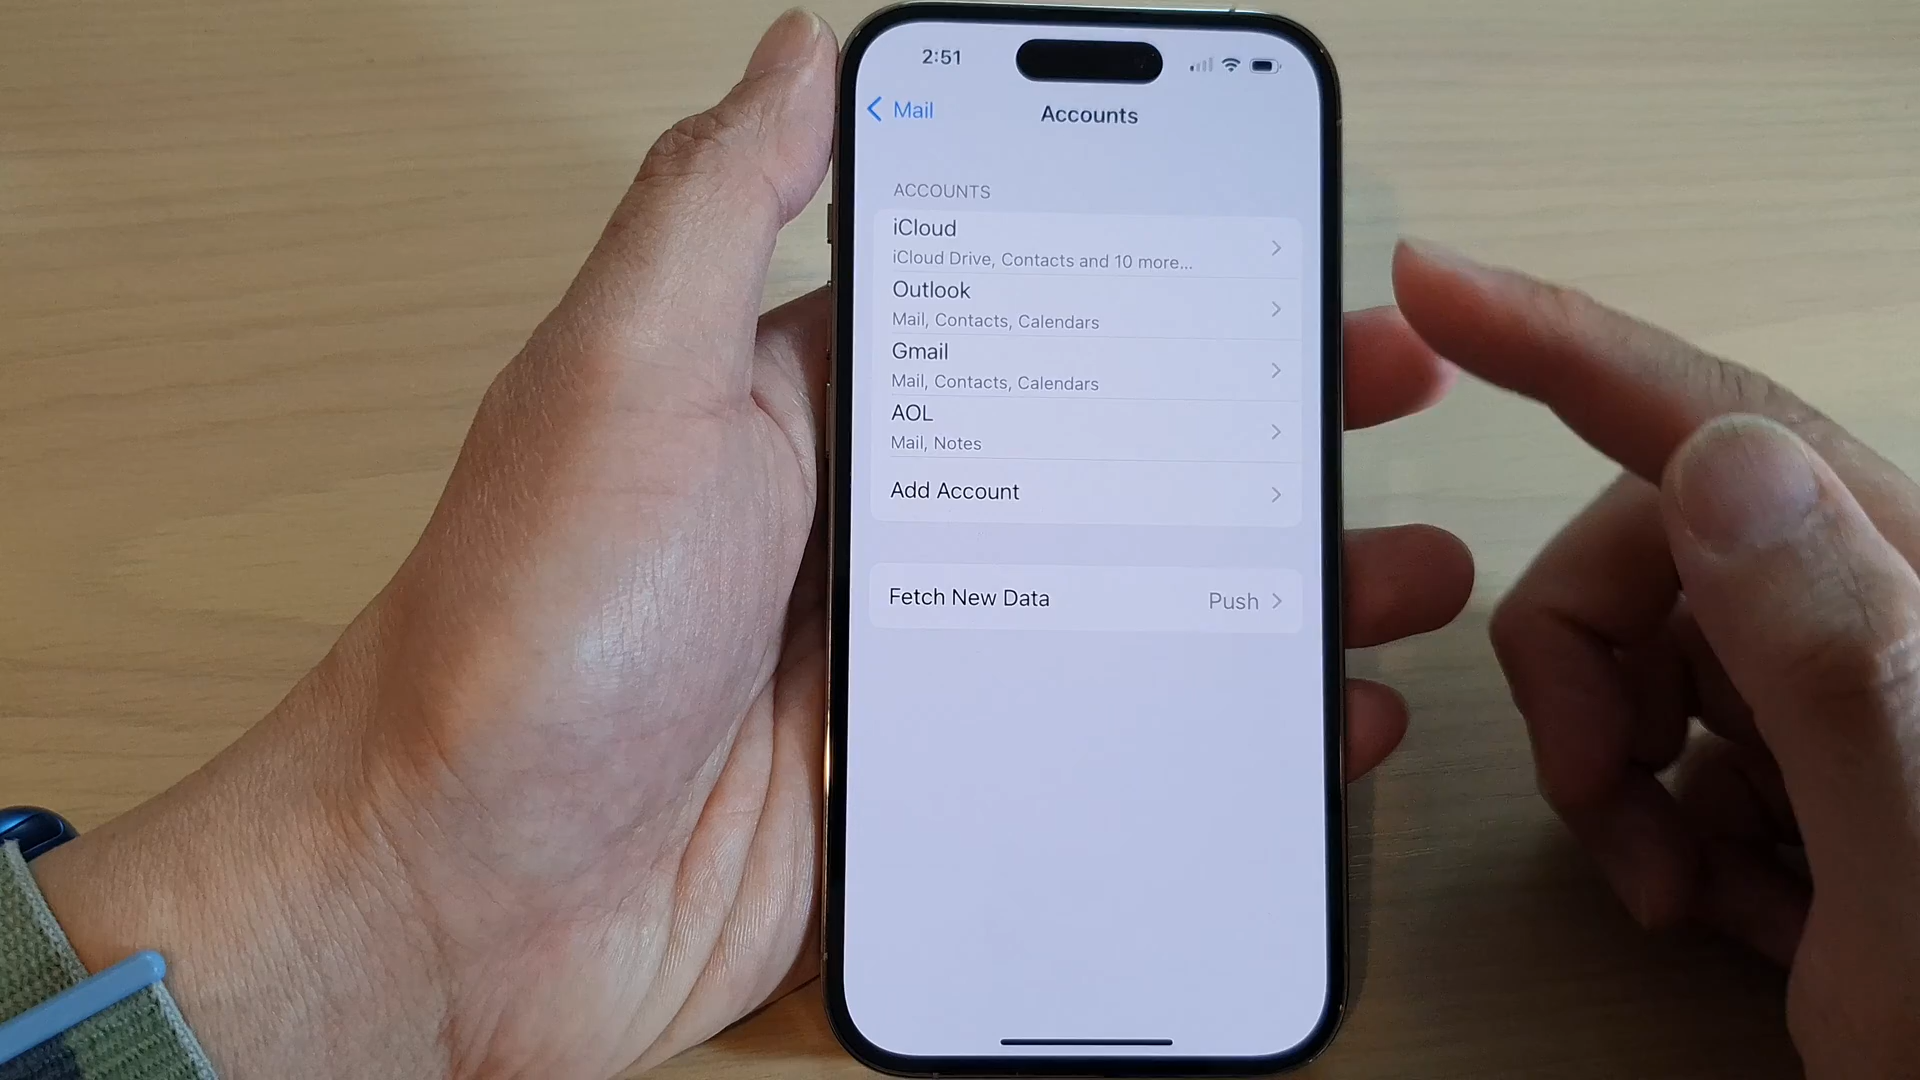 2:51
Mail
Accounts
ACCOUNTS
iCloud
iCloud Drive, Contacts and 10 more...
Outlook
Mail, Contacts, Calendars
Gmail
Mail, Contacts, Calendars
AOL
Mail, Notes
Add Account
Fetch New Data Push